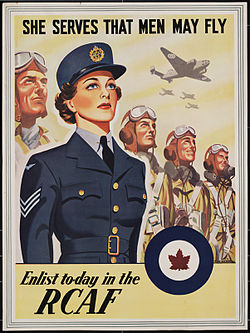 SHE SERVES THAT MEN MAY FLY
Enlist to-day in the
RCAF